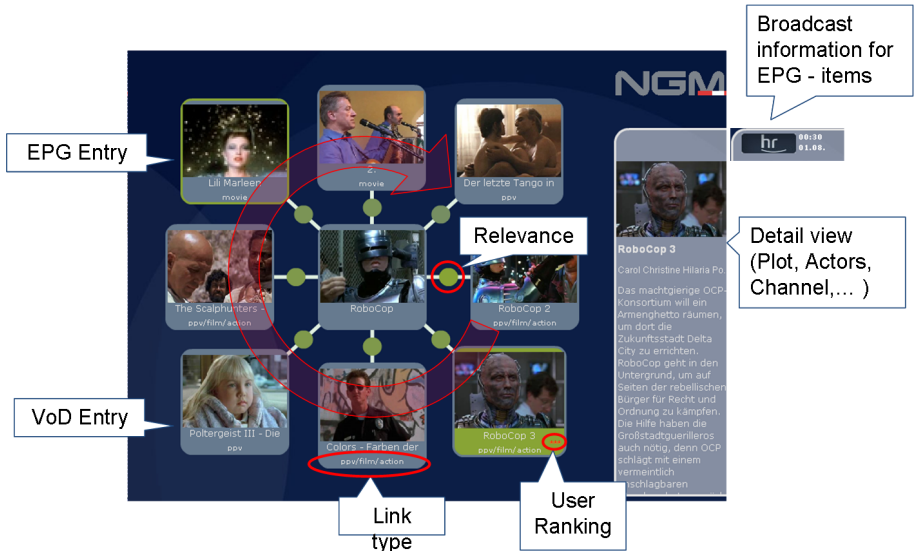 Broadcast
information for
EPG - items
NGM
hr
00:30
01.08.
EPG Entry
Lili Marleen
movie
2.
movie
Der letzte Tango in
ppv
Relevance
The Scalphunters -
ppv/film/action
RoboCop
RoboCop 2
ppv/film/action
RoboCop 3
Carol Christine Hilaria Po.
Das machtgierige OCP-
Konsortium will ein
Armenghetto räumen,
um dort die
Zukunftsstadt Delta
City zu errichten.
RoboCop geht in den
Untergrund, um auf
Seiten der rebellischen
Bürger für Recht und
Ordnung zu kämpfen.
Die Hilfe haben die
Großstadtguerilleros
auch nötig, denn OCP
schlägt mit einem
vermeintlich
unschlagbaren
Detail view
(Plot, Actors,
Channel,... )
VoD Entry
Poltergeist III - Die
ppv
Colors - Farben der
ppv/film/action
RoboCop 3
ppv/film/action
Link
type
User
Ranking